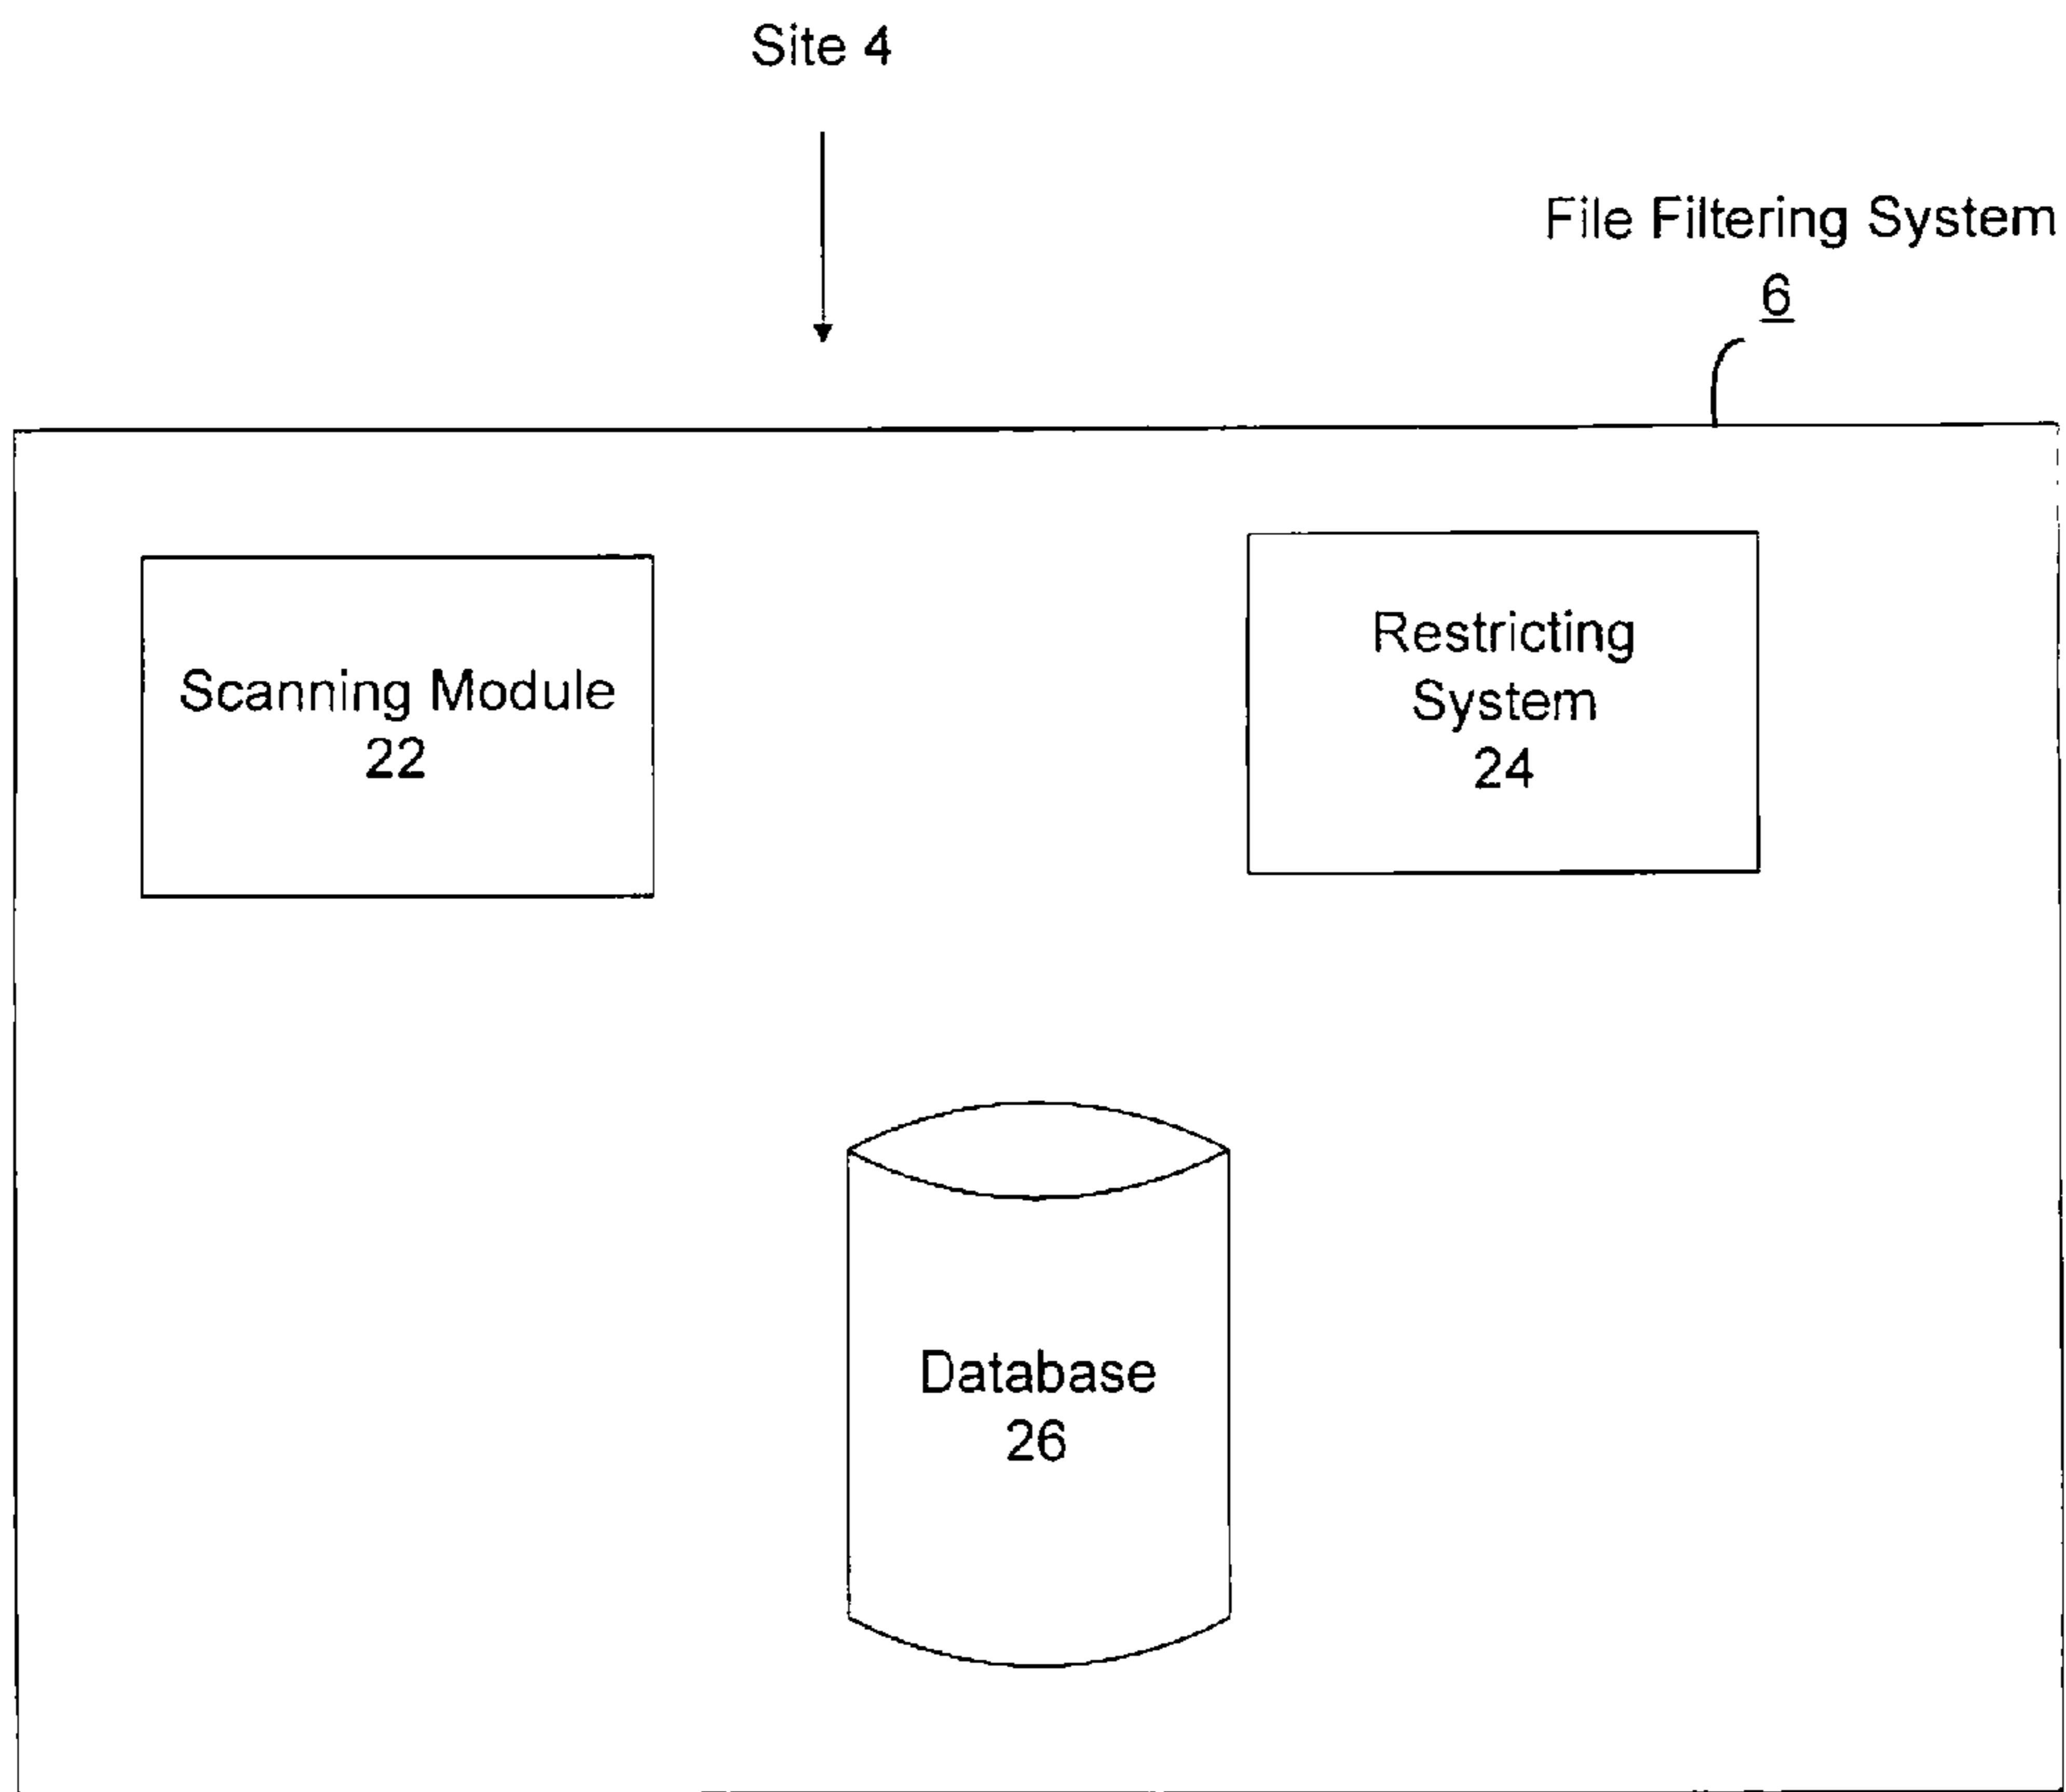 Site 4
File Filtering System
6
Scanning Module
22
Restricting
System
24
Database
26